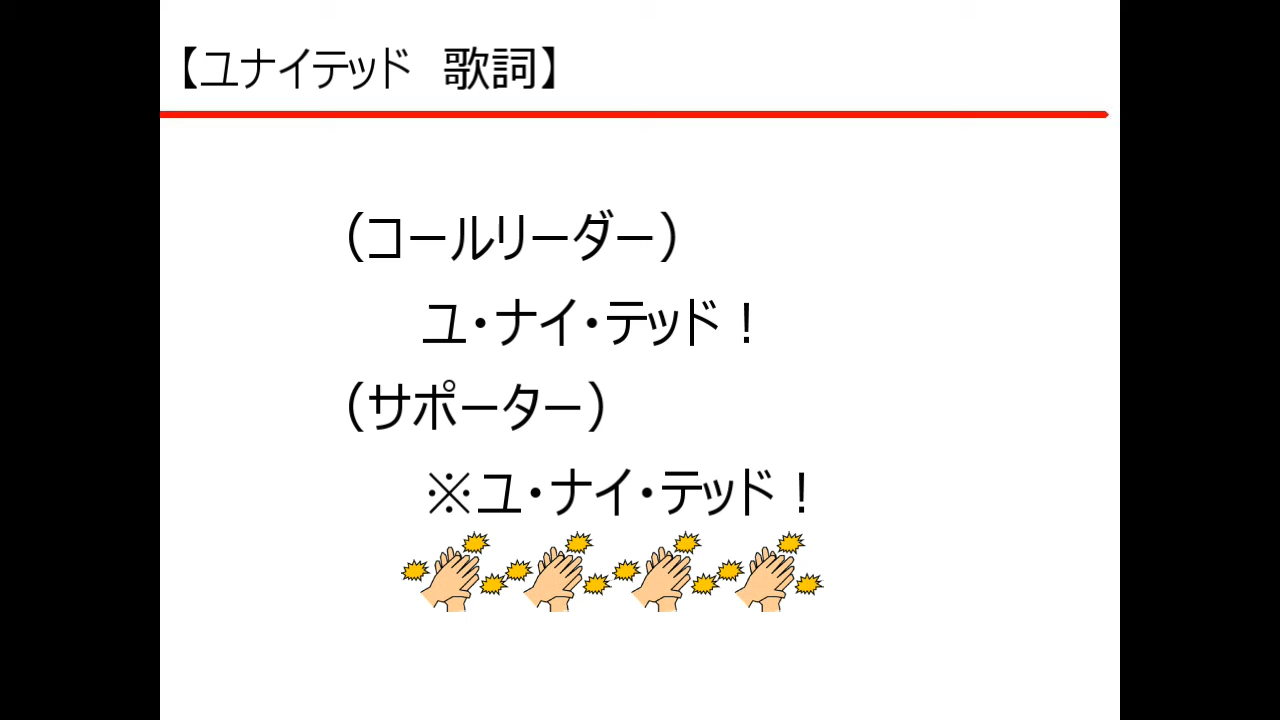 【ユナイテッド　歌詞】
（コールリーダー）
ユ・ナイ・テッド！
（サポーター）
※ユ・ナイ・テッド！